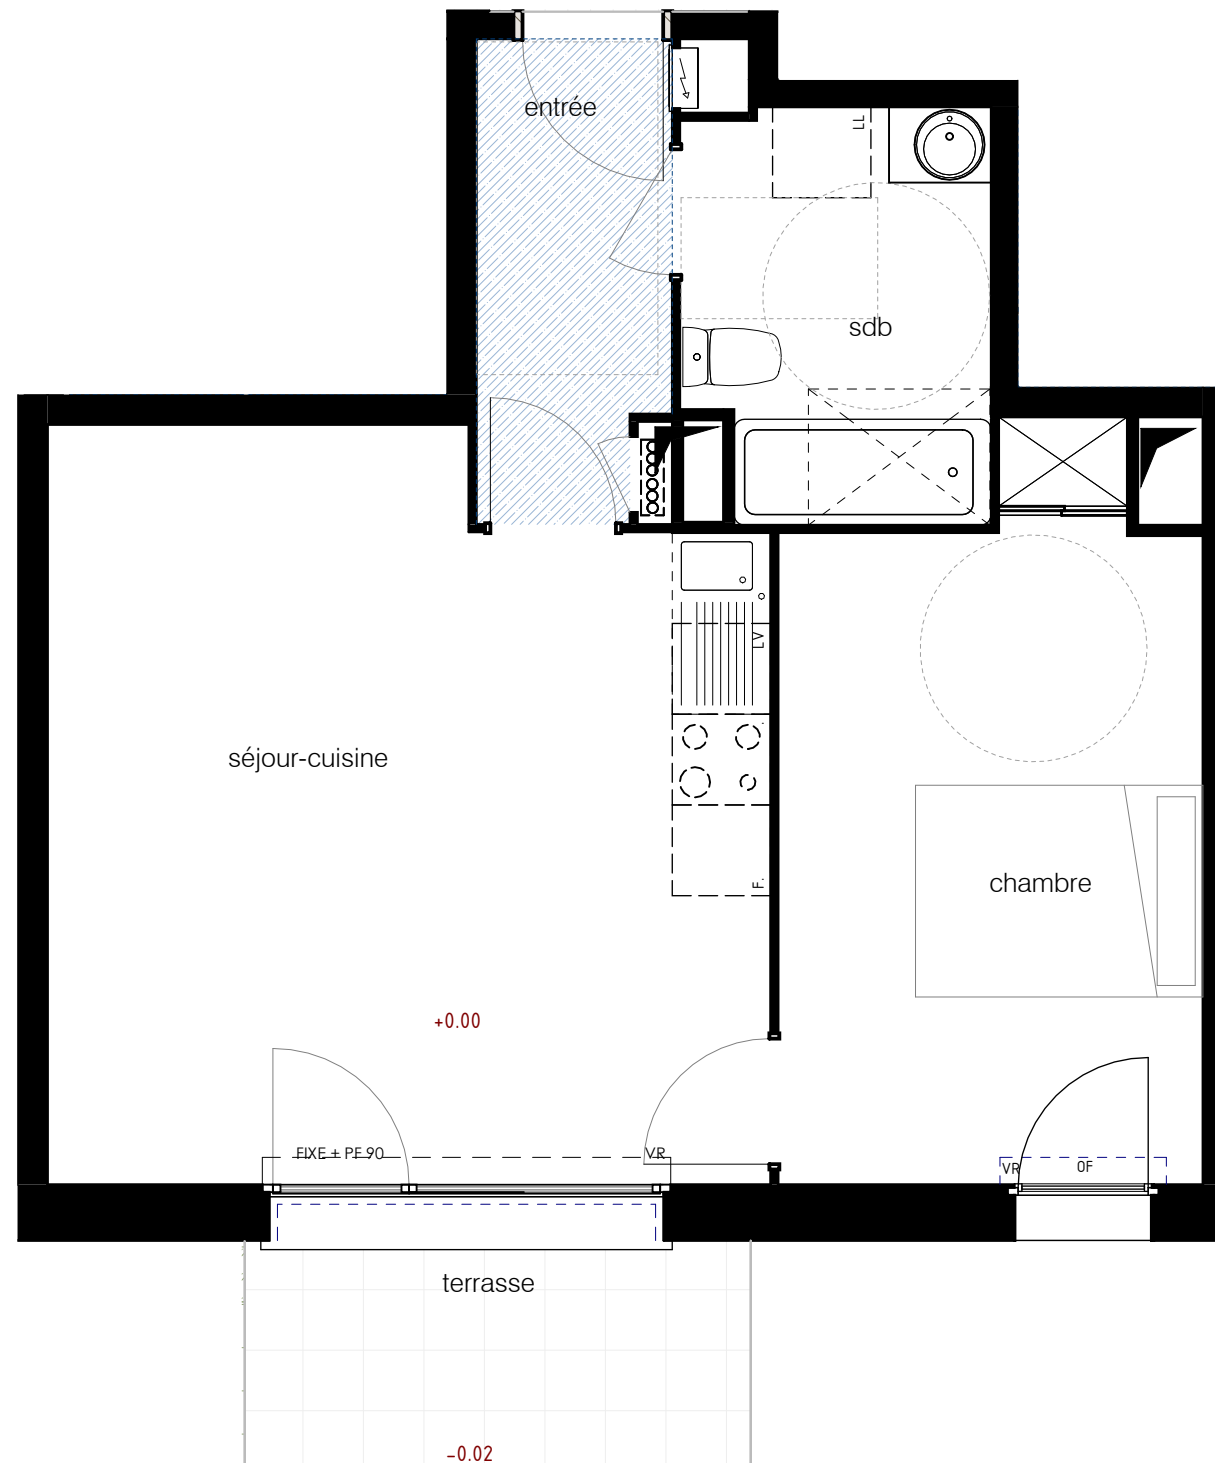 entrée
LL
sdb
LV
séjour-cuisine
F.
chambre
+0.00
FIXE + PF 90
VR
VR
OF
terrasse
-0.02